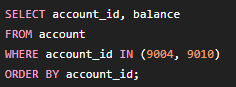 SELECT account_id, balance
FROM account
WHERE account_id IN (9004, 9010)
ORDER BY account_id;